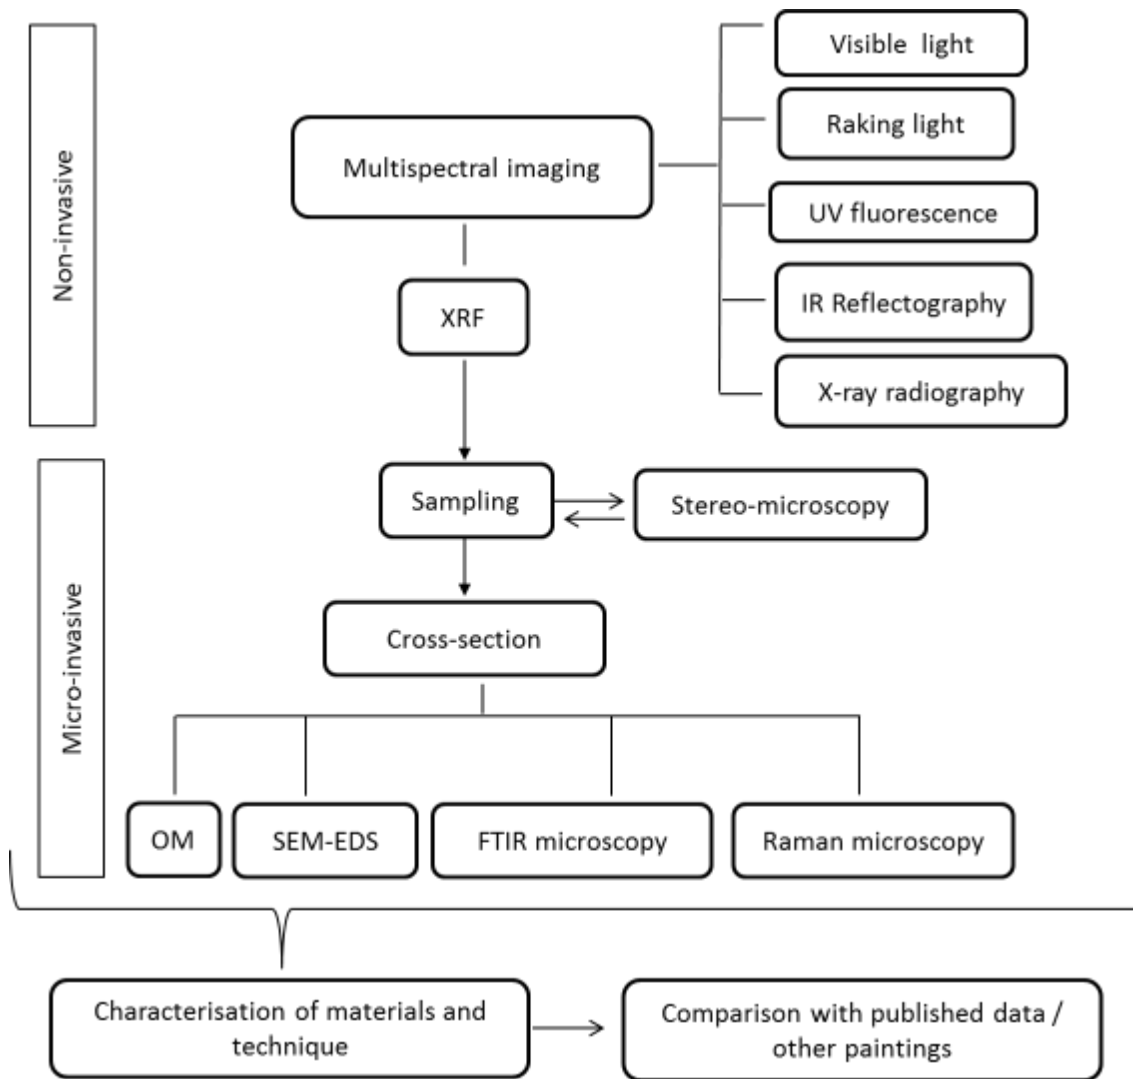 Non-invasive
Multispectral imaging
Visible light
Raking light
UV fluorescence
IR Reflectography
X-ray radiography
XRF
Micro-invasive
Sampling
Stereo-microscopy
Cross-section
OM
SEM-EDS
FTIR microscopy
Raman microscopy
Characterisation of materials and
technique
Comparison with published data /
other paintings